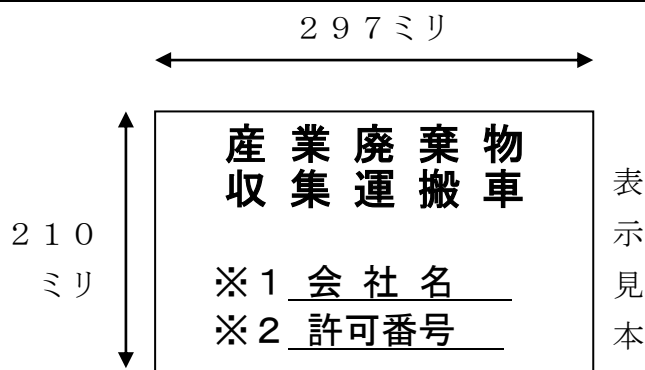 ２９７ミリ
産業廃棄物
収集運搬車
２１０
ミリ
※１ 会社名
※２ 許可番号
表示見本